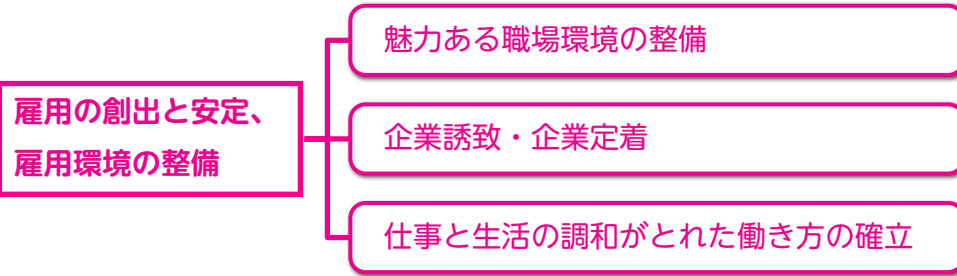 雇用の創出と安定、
雇用環境の整備
魅力ある職場環境の整備
企業誘致・企業定着
仕事と生活の調和がとれた働き方の確立